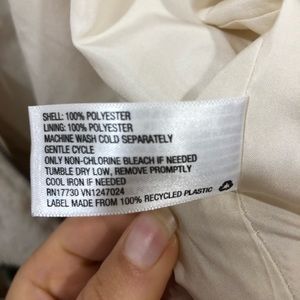 SHELL: 100% POLYESTER
LINING: 100% POLYESTER
MACHINE WASH COLD SEPARATELY
GENTLE CYCLE
ONLY NON-CHLORINE BLEACH IF NEEDED
TUMBLE DRY LOW, REMOVE PROMPTLY
COOL IRON IF NEEDED
RN17730 VN1247024
LABEL MADE FROM 100% RECYCLED PLASTIC